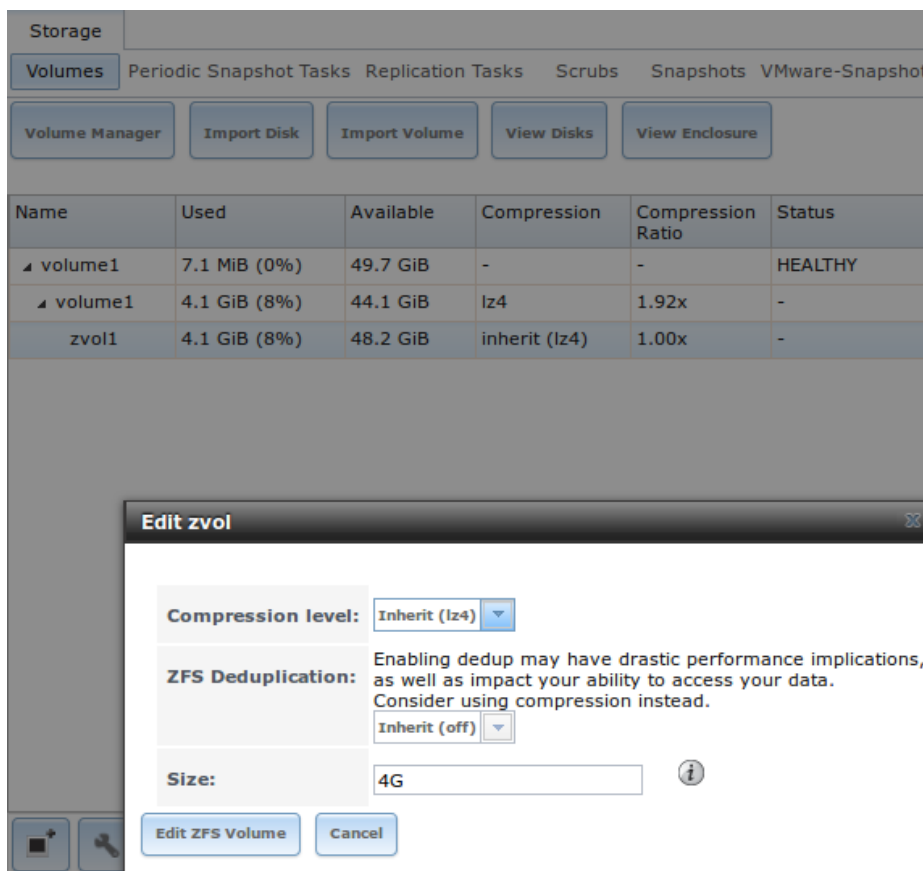 Storage
Volumes Periodic Snapshot Tasks Replication Tasks Scrubs Snapshots VMware-Snapshot
Volume Manager Import Disk Import Volume View Disks View Enclosure
Name Used Available Compression Compression Ratio Status
volume1 7.1 MiB (0%) 49.7 GiB - - HEALTHY
volume1 4.1 GiB (8%) 44.1 GiB lz4 1.92x -
zvol1 4.1 GiB (8%) 48.2 GiB inherit (lz4) 1.00x -
Edit zvol
Compression level: Inherit (lz4)
ZFS Deduplication: Enabling dedup may have drastic performance implications,
as well as impact your ability to access your data.
Consider using compression instead.
Inherit (off)
Size: 4G
Edit ZFS Volume Cancel